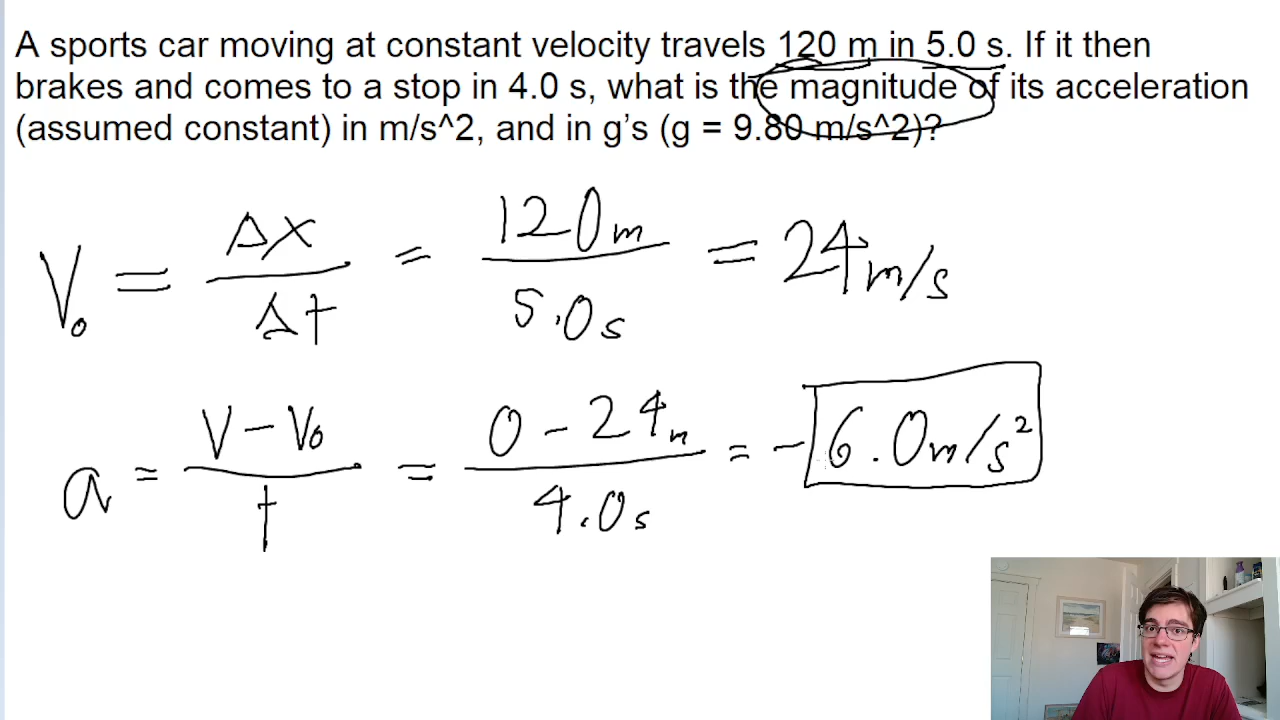 A sports car moving at constant velocity travels 120 m in 5.0 s. If it then
brakes and comes to a stop in 4.0 s, what is the magnitude of its acceleration
(assumed constant) in m/s^2, and in g's (g = 9.80 m/s^2)?
V₀ = Δx/Δt = 120m/5.0s = 24m/s
a = V-V₀/t = 0-24m/4.0s = -6.0m/s²